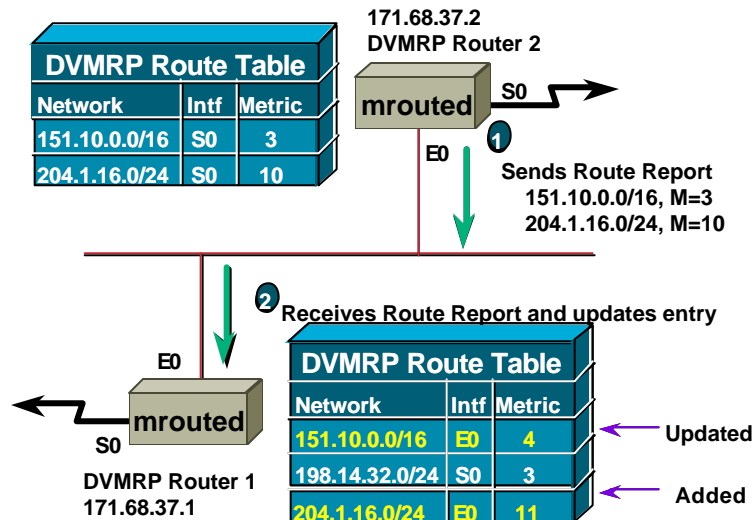 171.68.37.2
DVMRP Router 2
DVMRP Route Table
Network Intf Metric
151.10.0.0/16 S0 3
204.1.16.0/24 S0 10
mrouted
S0
E0
1
Sends Route Report
151.10.0.0/16, M=3
204.1.16.0/24, M=10
2
Receives Route Report and updates entry
E0
mrouted
S0
DVMRP Router 1
171.68.37.1
DVMRP Route Table
Network Intf Metric
151.10.0.0/16 E0 4
198.14.32.0/24 S0 3
204.1.16.0/24 E0 11
Updated
Added